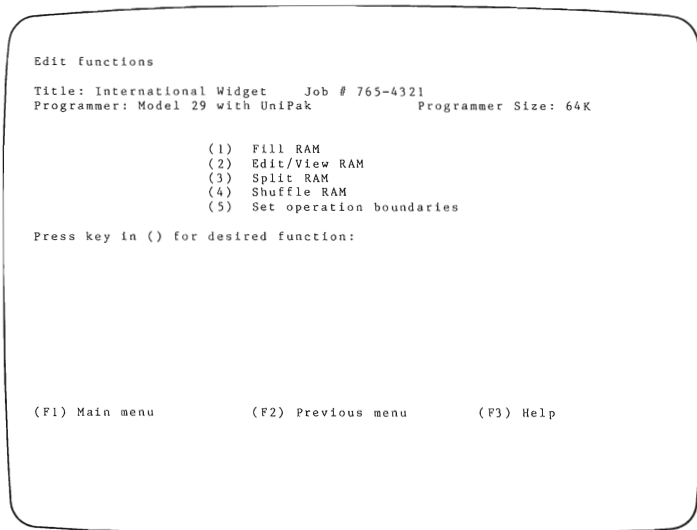 Edit functions
Title: International Widget Job # 765-4321
Programmer: Model 29 with UniPak Programmer Size: 64K
(1) Fill RAM
(2) Edit/View RAM
(3) Split RAM
(4) Shuffle RAM
(5) Set operation boundaries
Press key in () for desired function:
(F1) Main menu (F2) Previous menu (F3) Help